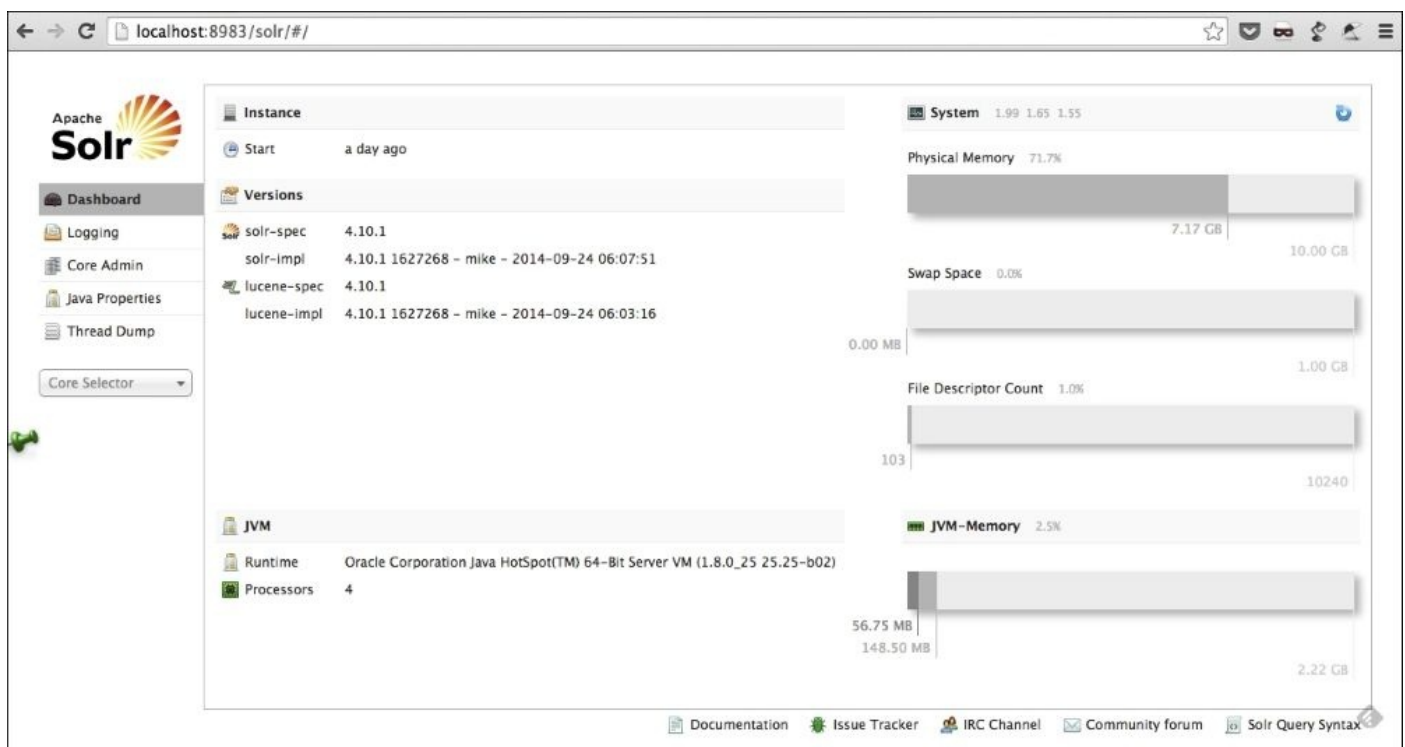 localhost:8983/solr/#/
Apache
Solr
Dashboard
Logging
Core Admin
Java Properties
Thread Dump
Core Selector
Instance
Start a day ago
Versions
solr-spec 4.10.1
solr-impl 4.10.1 1627268 - mike - 2014-09-24 06:07:51
lucene-spec 4.10.1
lucene-impl 4.10.1 1627268 - mike - 2014-09-24 06:03:16
JVM
Runtime Oracle Corporation Java HotSpot(TM) 64-Bit Server VM (1.8.0_25 25.25-b02)
Processors 4
System 1.99 1.65 1.55
Physical Memory 71.7%
7.17 GB
10.00 GB
Swap Space 0.0%
0.00 MB
1.00 GB
File Descriptor Count 1.0%
103
10240
JVM-Memory 2.5%
56.75 MB
148.50 MB
2.22 GB
Documentation Issue Tracker IRC Channel Community forum Solr Query Syntax